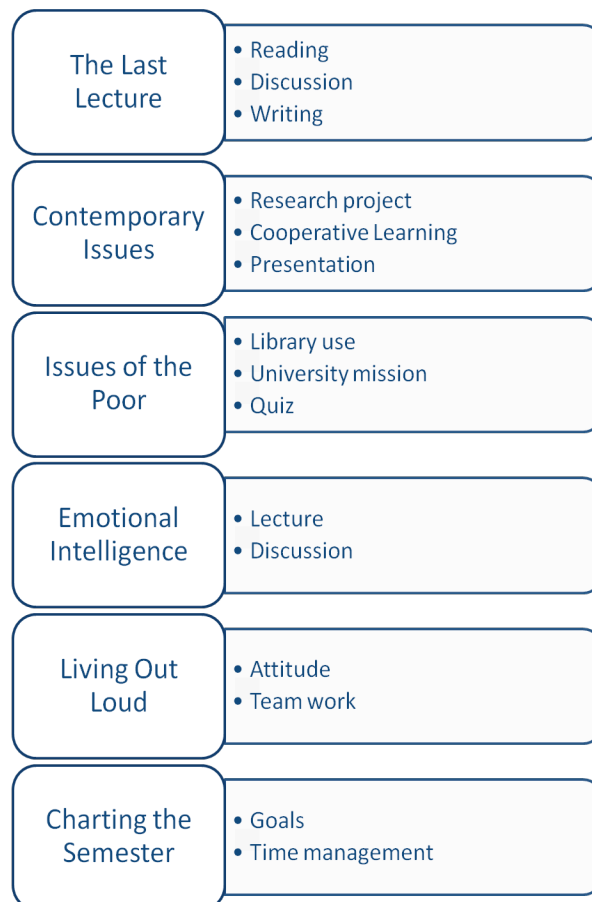 The Last
Lecture
• Reading
• Discussion
• Writing
Contemporary
Issues
• Research project
• Cooperative Learning
• Presentation
Issues of the
Poor
• Library use
• University mission
• Quiz
Emotional
Intelligence
• Lecture
• Discussion
Living Out
Loud
• Attitude
• Team work
Charting the
Semester
• Goals
• Time management